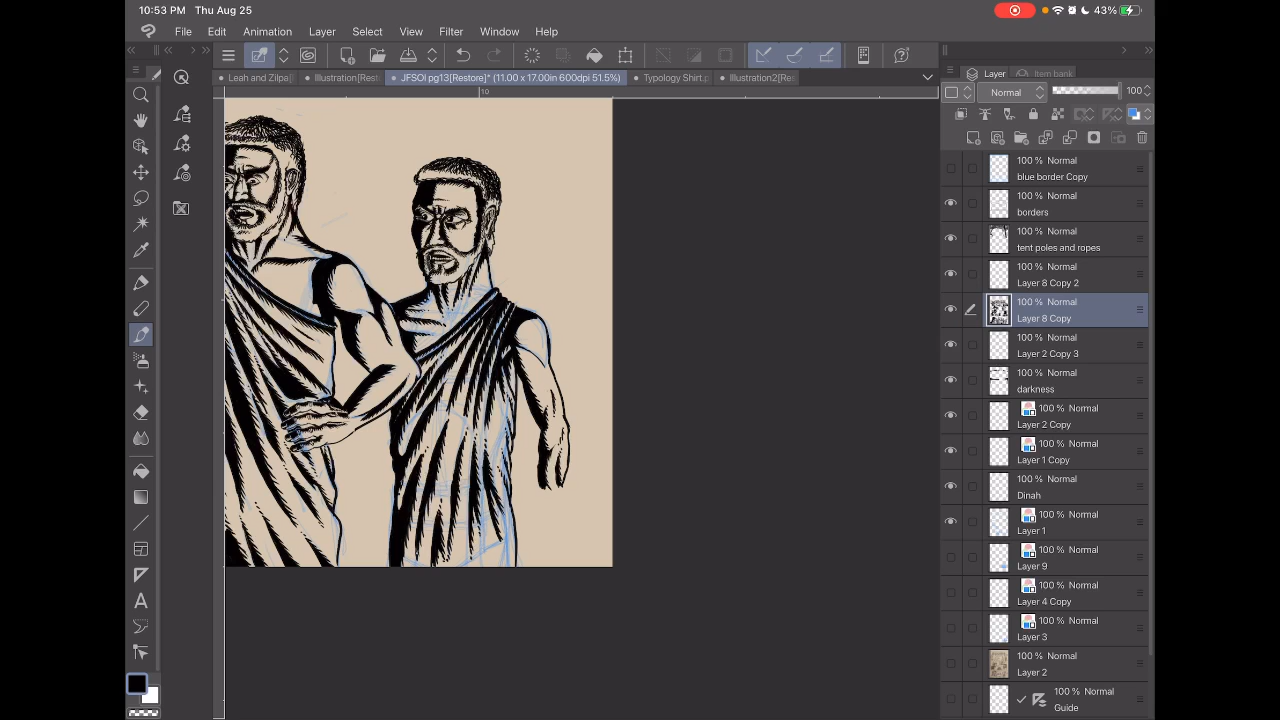 10:53 PM Thu Aug 25
43%
File Edit Animation Layer Select View Filter Window Help
Leah and Zilpa[ Illustration[Rest JFSOI pg13[Restore]* (11.00 x 17.00in 600dpi 51.5%) Typology Shirt.p Illustration2[Res
Layer Item bank
10
Normal 100
100 % Normal
blue border Copy
100 % Normal
borders
100 % Normal
tent poles and ropes
100 % Normal
Layer 8 Copy 2
100 % Normal
Layer 8 Copy
100 % Normal
Layer 2 Copy 3
100 % Normal
darkness
100 % Normal
Layer 2 Copy
100 % Normal
Layer 1 Copy
100 % Normal
Dinah
100 % Normal
Layer 1
100 % Normal
Layer 9
100 % Normal
Layer 4 Copy
100 % Normal
Layer 3
100 % Normal
Layer 2
100 % Normal
Guide